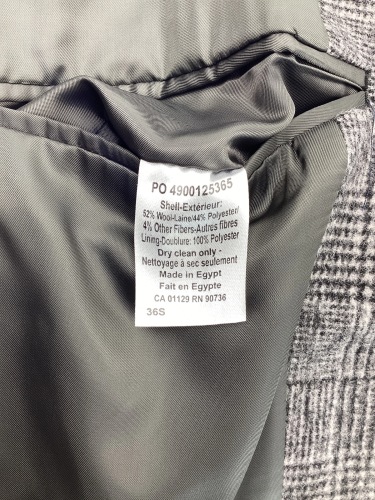 PO 4900125365
Shell-Extérieur:
52% Wool-Laine/44% Polyester/
4% Other Fibers-Autres fibres
Lining-Doublure: 100% Polyester
Dry clean only -
Nettoyage à sec seulement
Made in Egypt
Fait en Egypte
CA 01129 RN 90736
36S